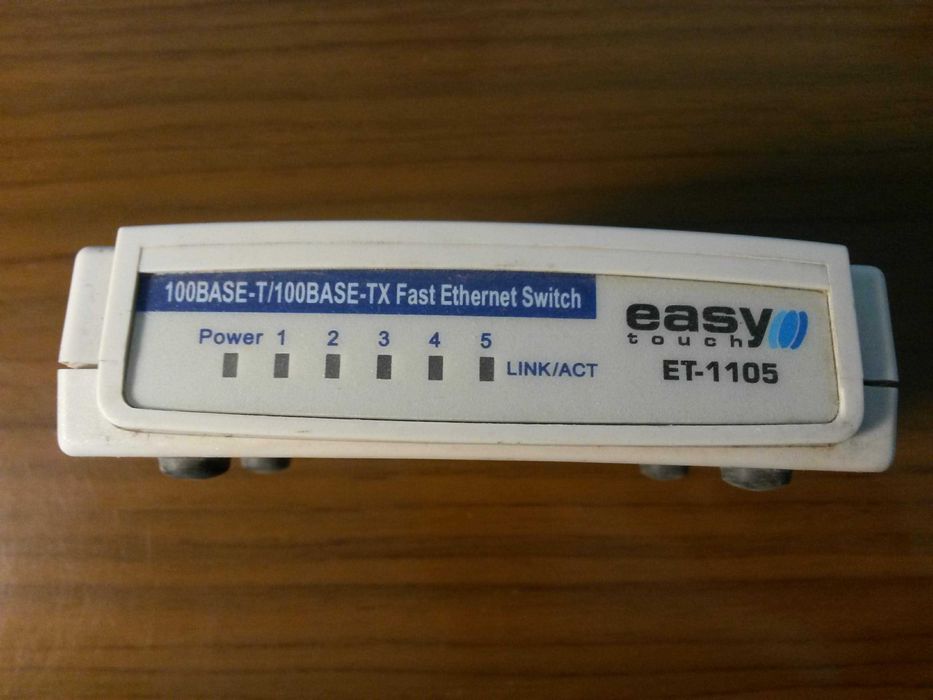 100BASE-T/100BASE-TX Fast Ethernet Switch
Power 1 2 3 4 5
LINK/ACT
easy
touch
ET-1105